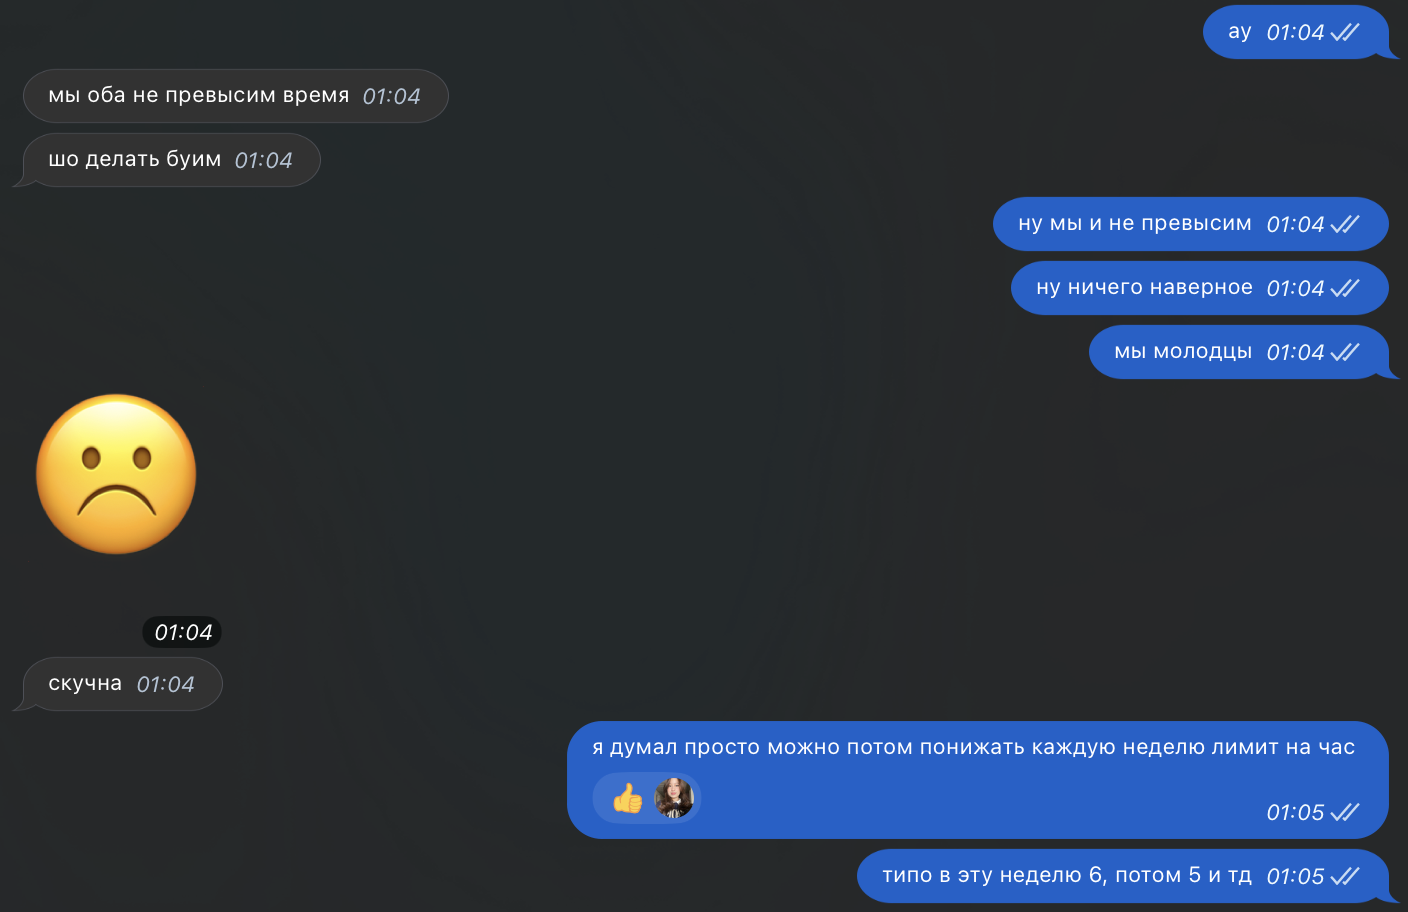 ау 01:04
мы оба не превысим время 01:04
шо делать буим 01:04
ну мы и не превысим 01:04
ну ничего наверное 01:04
мы молодцы 01:04
01:04
скучна 01:04
я думал просто можно потом понижать каждую неделю лимит на час
01:05
типо в эту неделю 6, потом 5 и тд 01:05